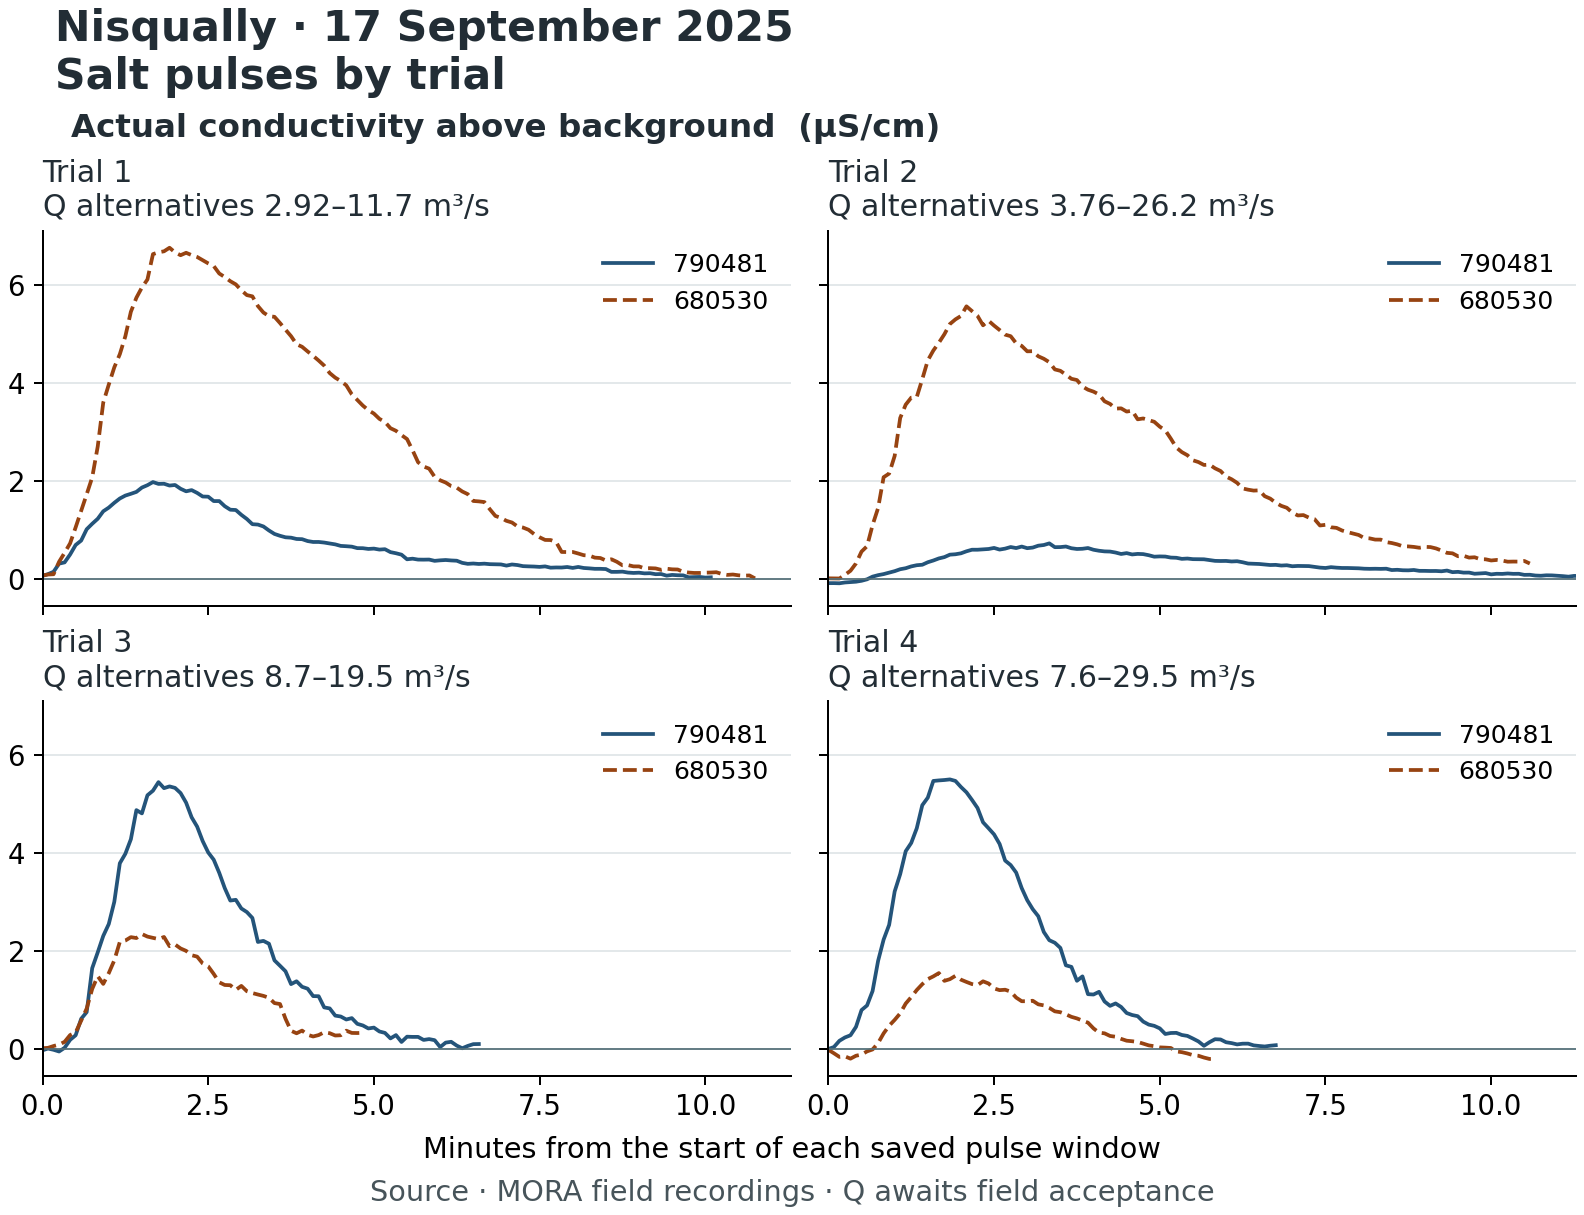 Nisqually · 17 September 2025
Salt pulses by trial
Actual conductivity above background (µS/cm)
Trial 1
Q alternatives 2.92–11.7 m³/s
790481
680530
6
4
2
0
Trial 2
Q alternatives 3.76–26.2 m³/s
790481
680530
Trial 3
Q alternatives 8.7–19.5 m³/s
790481
680530
6
4
2
0
0.0 2.5 5.0 7.5 10.0
Trial 4
Q alternatives 7.6–29.5 m³/s
790481
680530
0.0 2.5 5.0 7.5 10.0
Minutes from the start of each saved pulse window
Source · MORA field recordings · Q awaits field acceptance